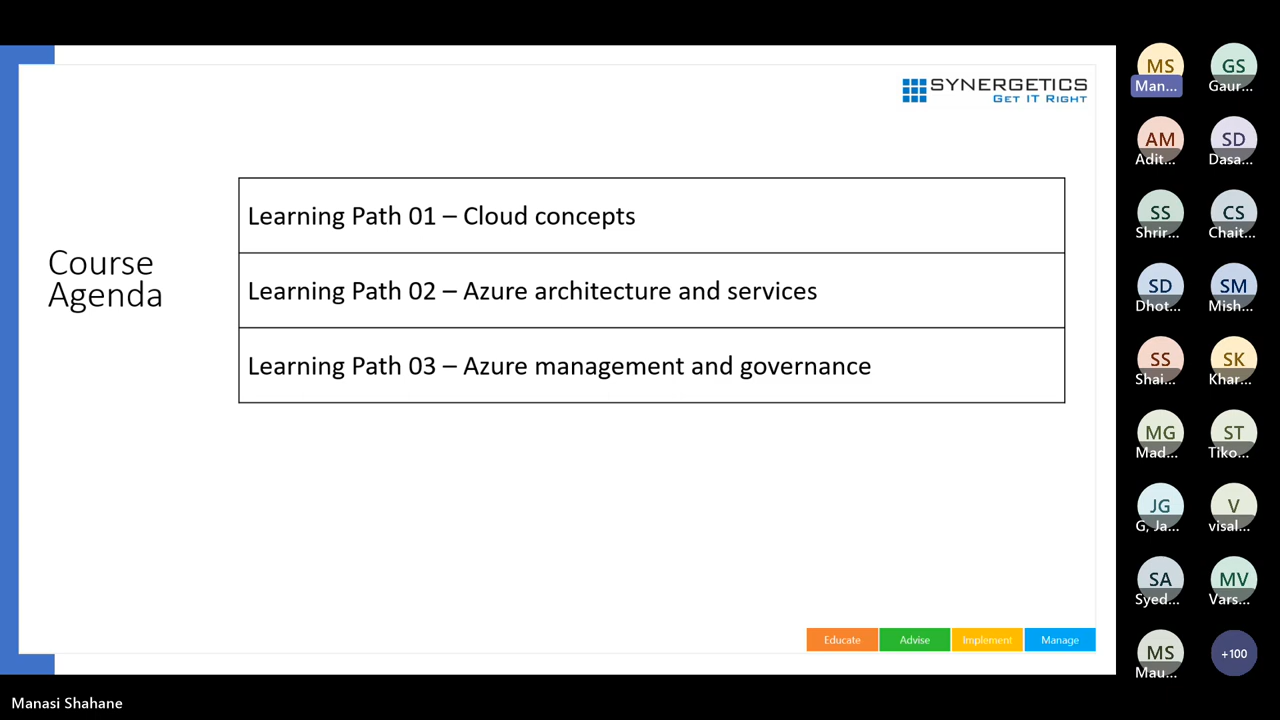 SYNERGETICS
GET IT RIGHT
Course
Agenda
Learning Path 01 – Cloud concepts
Learning Path 02 – Azure architecture and services
Learning Path 03 – Azure management and governance
Educate Advise Implement Manage
MS GS
Man... Gaur...
AM SD
Adit... Dasa...
SS CS
Shrir... Chait...
SD SM
Dhot... Mish...
SS SK
Shai... Khar...
MG ST
Mad... Tiko...
JG V
G, Ja... visal...
SA MV
Syed... Vars...
MS +100
Mau...
Manasi Shahane